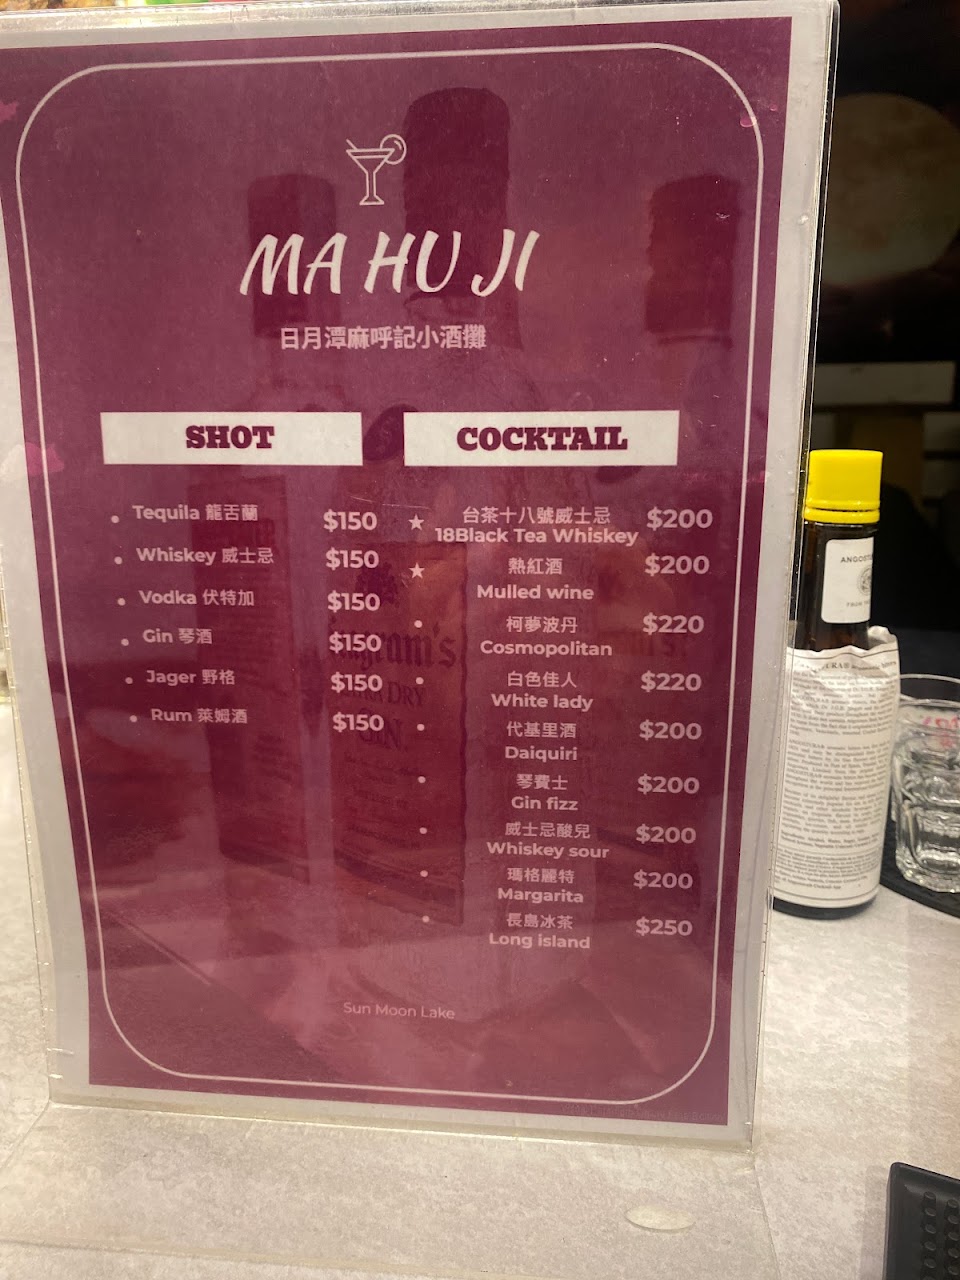 MA HU JI
日月潭麻呼記小酒攤
SHOT
Tequila 龍舌蘭 $150
Whiskey 威士忌 $150
Vodka 伏特加 $150
Gin 琴酒 $150
Jager 野格 $150
Rum 萊姆酒 $150
COCKTAIL
台茶十八號威士忌 $200
18Black Tea Whiskey
熱紅酒 $200
Mulled wine
柯夢波丹 $220
Cosmopolitan
白色佳人 $220
White lady
代基里酒 $200
Daiquiri
琴費士 $200
Gin fizz
威士忌酸兒 $200
Whiskey sour
瑪格麗特 $200
Margarita
長島冰茶 $250
Long island
Sun Moon Lake